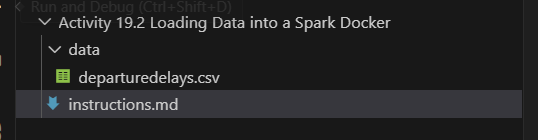 Run and Debug (Ctrl+Shift+D)
Activity 19.2 Loading Data into a Spark Docker
data
departuredelays.csv
instructions.md